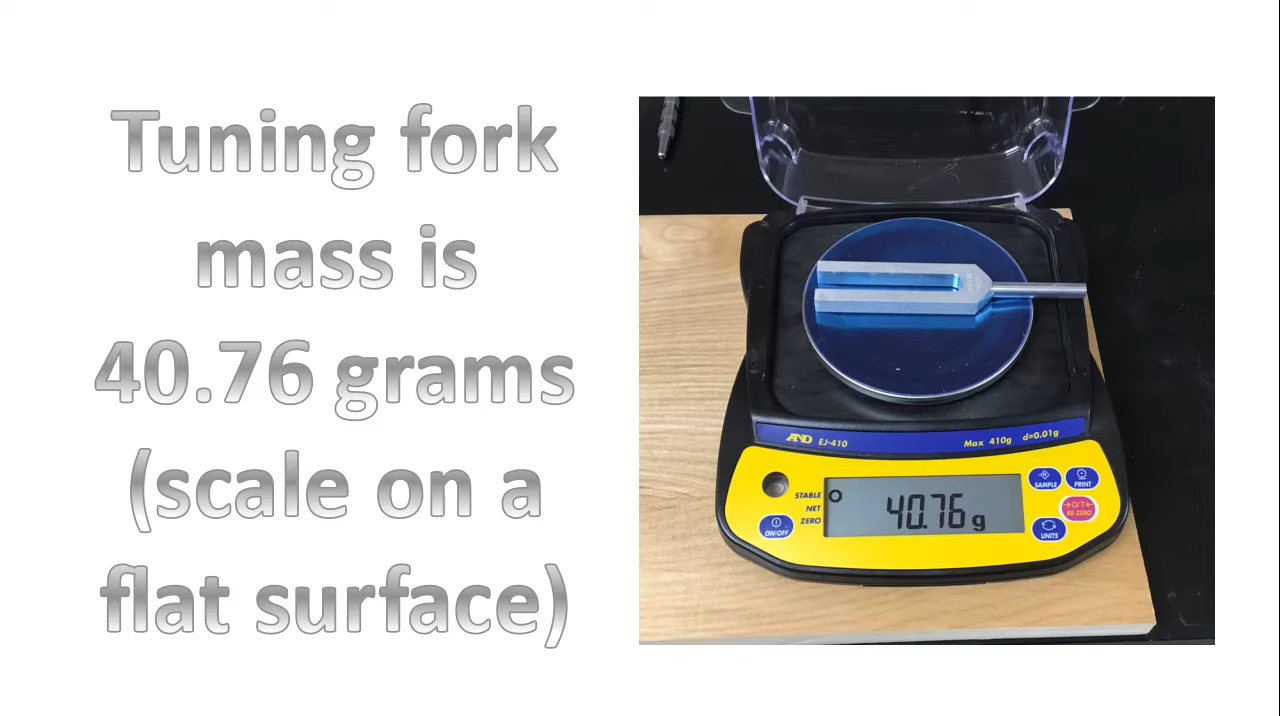 Tuning fork
mass is
40.76 grams
(scale on a
flat surface)
AND EJ-410 Max 410g d=0.01g
STABLE
NET
ZERO
40.76 g
ON/OFF
SAMPLE
PRINT
→O/T←
RE-ZERO
UNITS